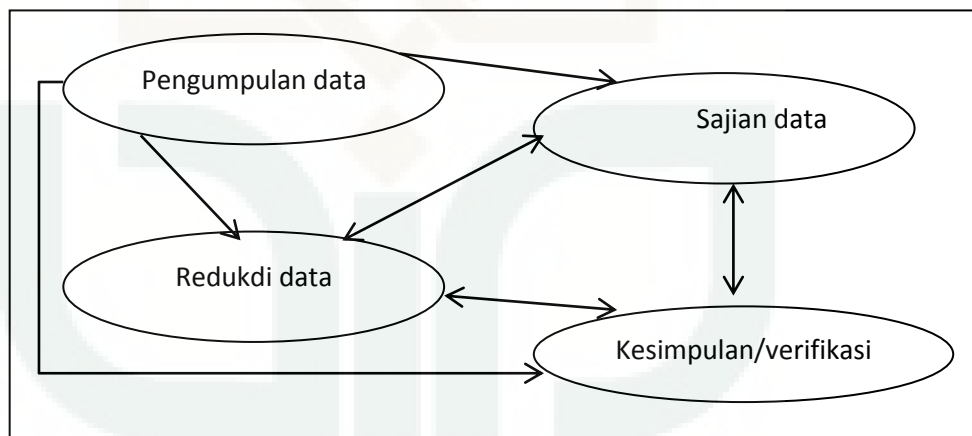 Pengumpulan data
Sajian data
Redukdi data
Kesimpulan/verifikasi